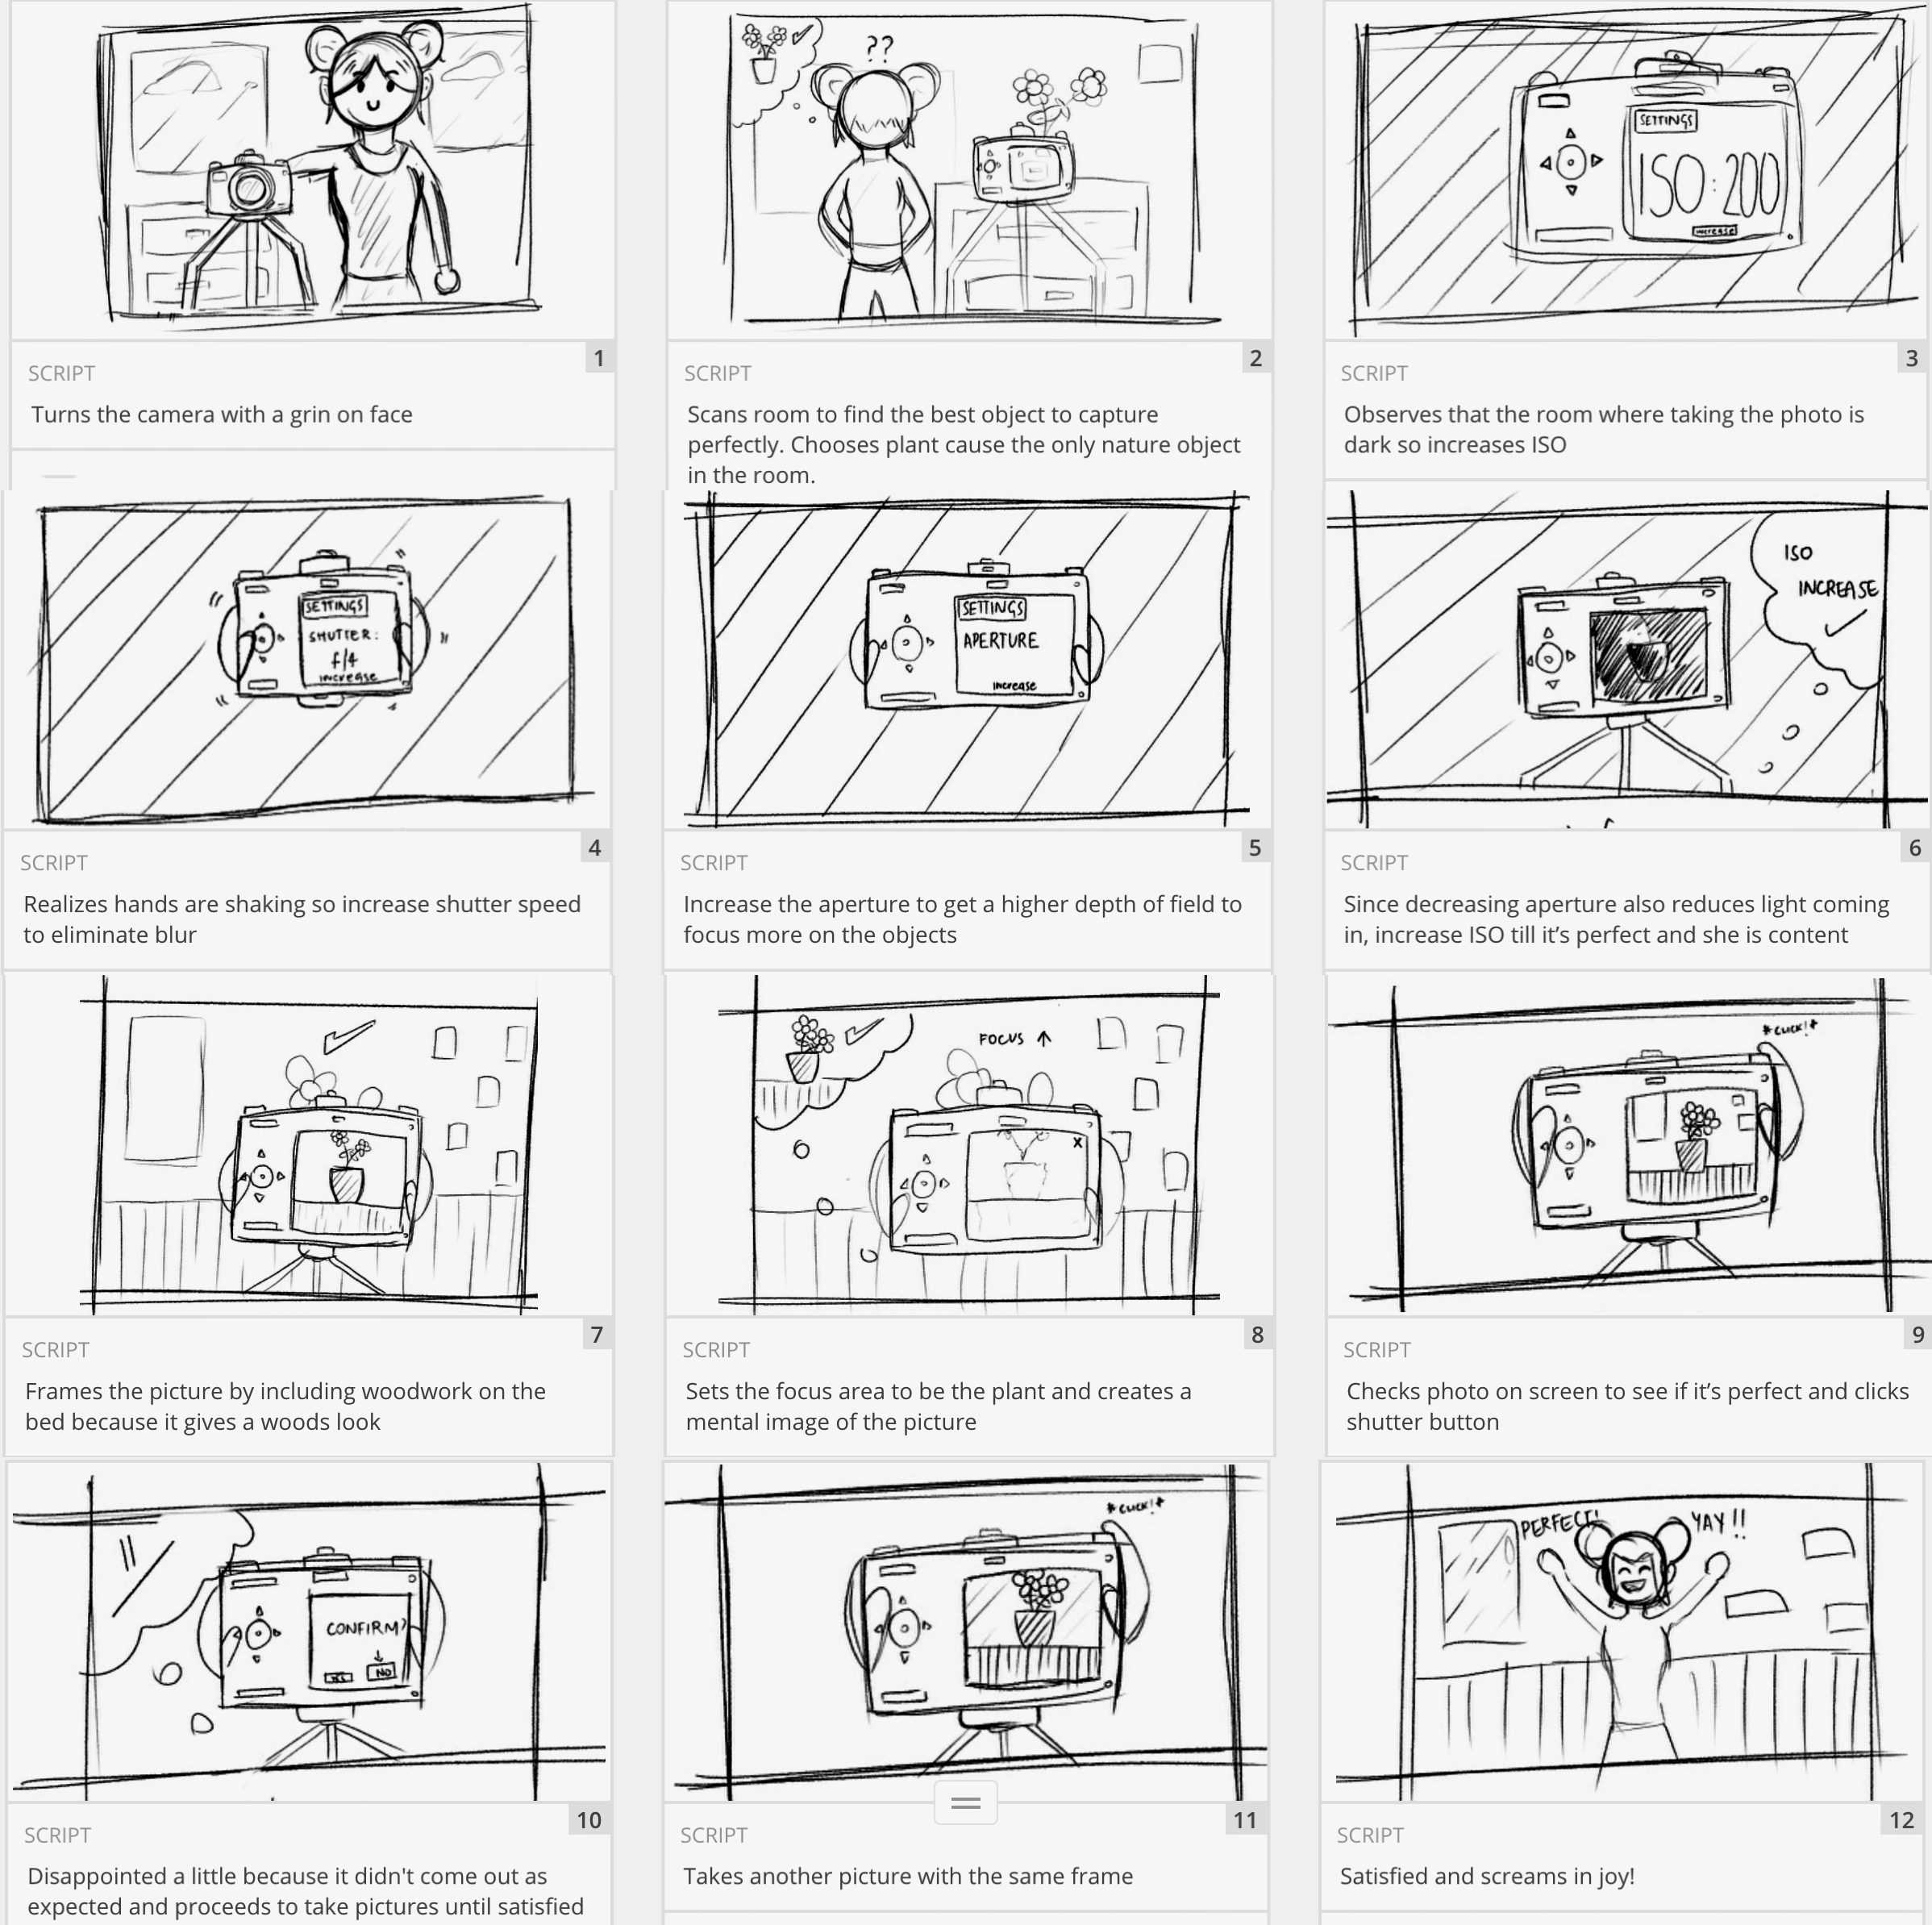 1
SCRIPT
Turns the camera with a grin on face
??
2
SCRIPT
Scans room to find the best object to capture
perfectly. Chooses plant cause the only nature object
in the room.
SETTINGS
ISO:200
increase
3
SCRIPT
Observes that the room where taking the photo is
dark so increases ISO
SETTINGS
SHUTTER:
f/4
increase
4
SCRIPT
Realizes hands are shaking so increase shutter speed
to eliminate blur
SETTINGS
APERTURE
increase
5
SCRIPT
Increase the aperture to get a higher depth of field to
focus more on the objects
ISO
INCREASE
6
SCRIPT
Since decreasing aperture also reduces light coming
in, increase ISO till it’s perfect and she is content
7
SCRIPT
Frames the picture by including woodwork on the
bed because it gives a woods look
FOCUS ↑
x
8
SCRIPT
Sets the focus area to be the plant and creates a
mental image of the picture
*CLICK!*
9
SCRIPT
Checks photo on screen to see if it’s perfect and clicks
shutter button
CONFIRM?
YES NO
10
SCRIPT
Disappointed a little because it didn't come out as
expected and proceeds to take pictures until satisfied
*CLICK!*
11
SCRIPT
Takes another picture with the same frame
PERFECT! YAY!!
12
SCRIPT
Satisfied and screams in joy!